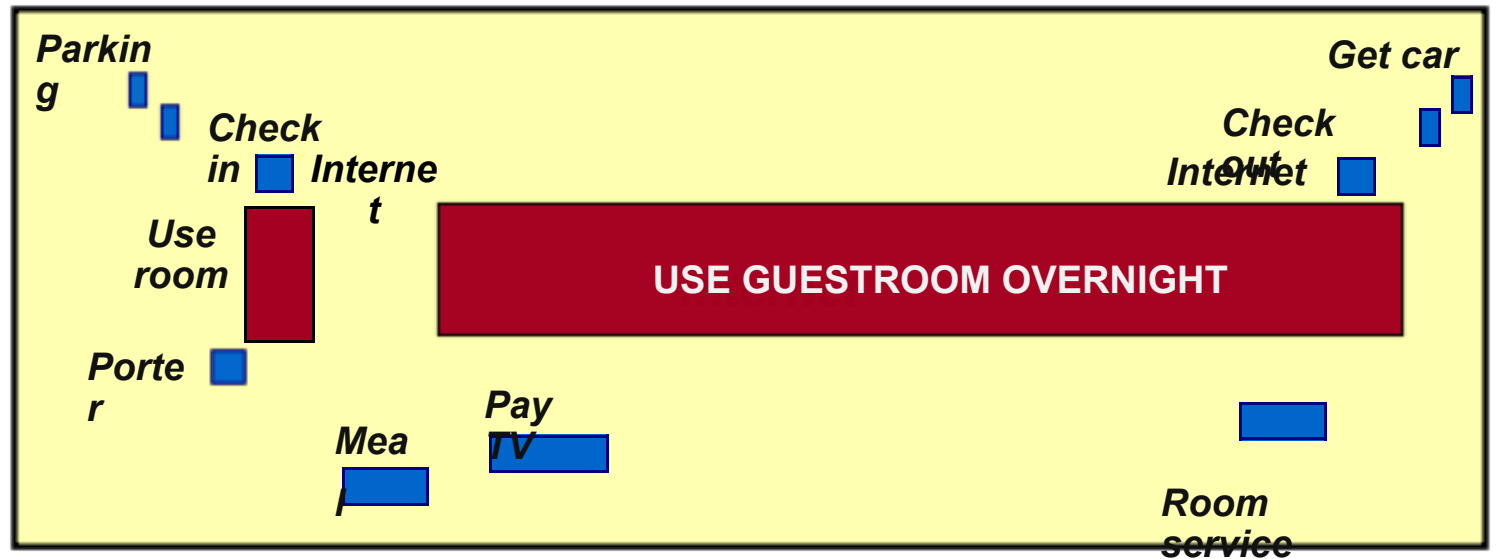 Parkin
g
Check
in
Interne
t
Use
room
Porte
r
Mea
l
Pay
TV
USE GUESTROOM OVERNIGHT
Get car
Check
out
Internet
Room
service